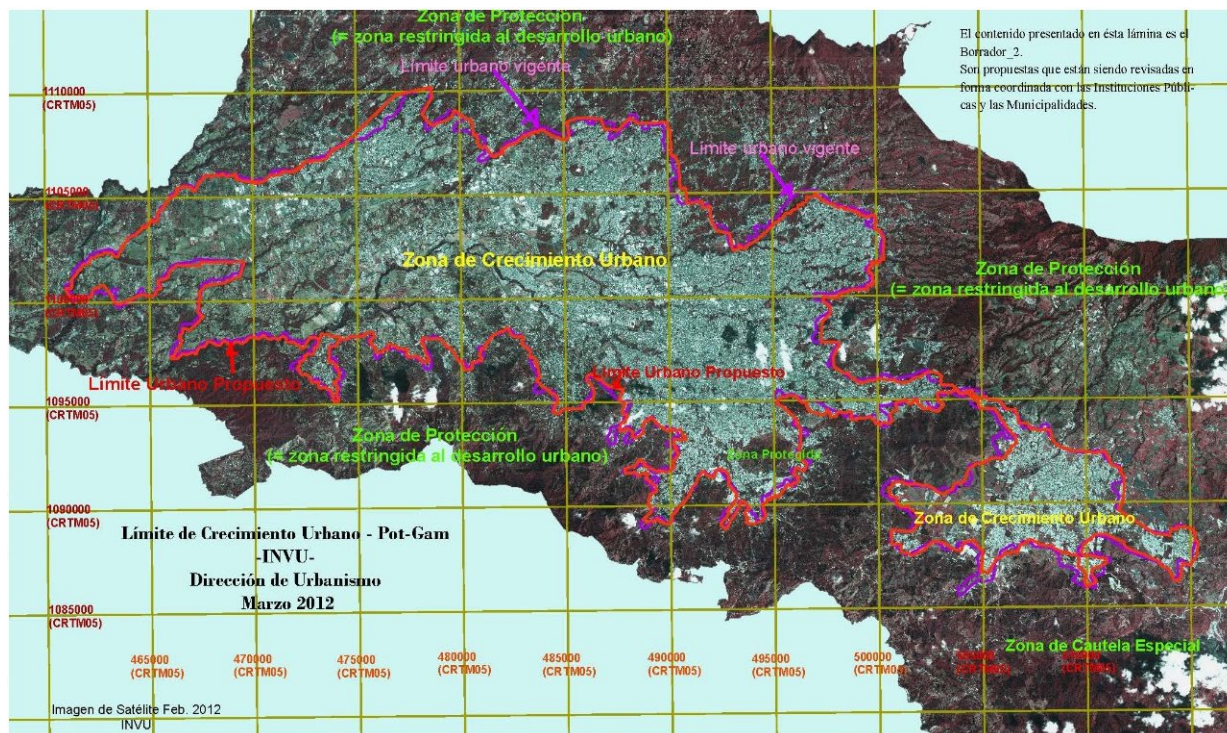 Zona de Protección
(= zona restringida al desarrollo urbano)
Límite urbano vigente
El contenido presentado en ésta lámina es el
Borrador_2.
Son propuestas que están siendo revisadas en
forma coordinada con las Instituciones Públi-
cas y las Municipalidades.
1110000
(CRTM05)
Límite urbano vigente
1105000
Zona de Crecimiento Urbano
Zona de Protección
(= zona restringida al desarrollo urbano
(CRTM05)
Límite Urbano Propuesto
Límite Urbano Propuesto
1095000
(CRTM05)
Zona de Protección
(= zona restringida al desarrollo urbano)
Zona Protegida
1090000
(CRTM05)
Zona de Crecimiento Urbano
Límite de Crecimiento Urbano - Pot-Gam
-INVU-
Dirección de Urbanismo
Marzo 2012
1085000
(CRTM05)
Zona de Cautela Especial
465000
(CRTM05)
470000
(CRTM05)
475000
(CRTM05)
480000
(CRTM05)
485000
(CRTM05)
490000
(CRTM05)
495000
(CRTM05)
500000
(CRTM05)
(CRTM05)
(CRTM05)
Imagen de Satélite Feb. 2012
INVU